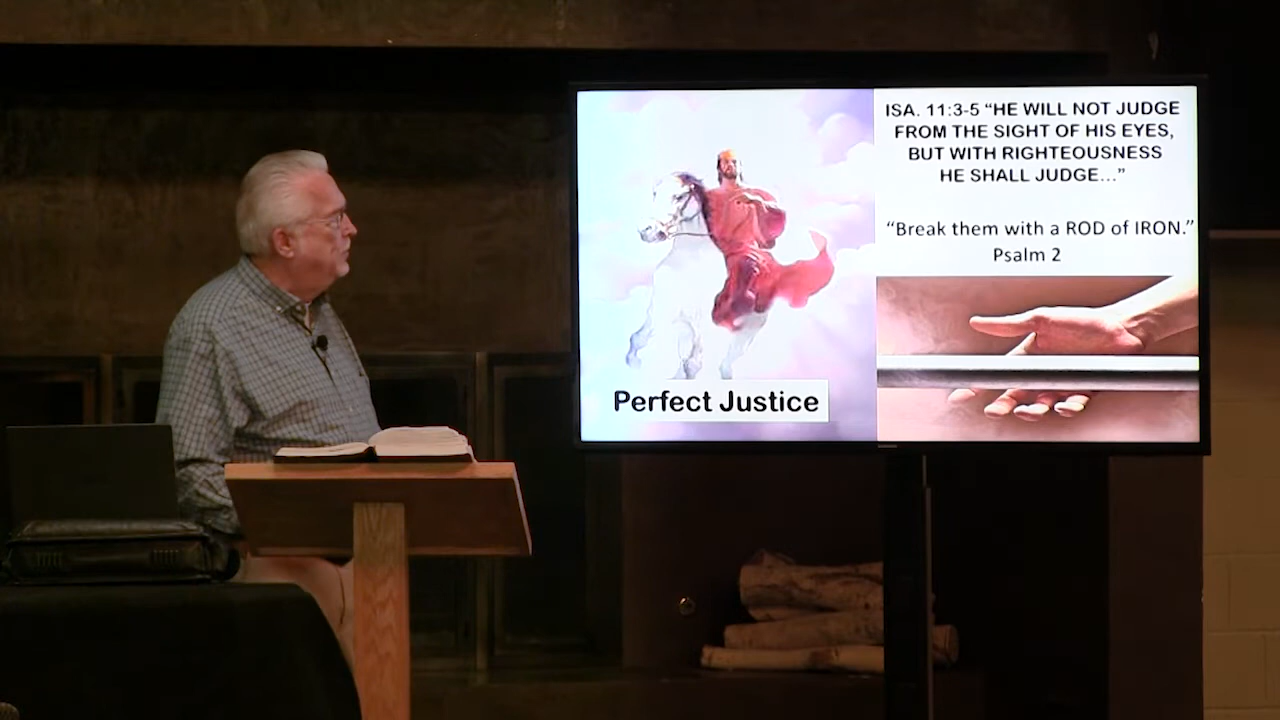 ISA. 11:3-5 “HE WILL NOT JUDGE
FROM THE SIGHT OF HIS EYES,
BUT WITH RIGHTEOUSNESS
HE SHALL JUDGE...”
“Break them with a ROD of IRON.”
Psalm 2
Perfect Justice